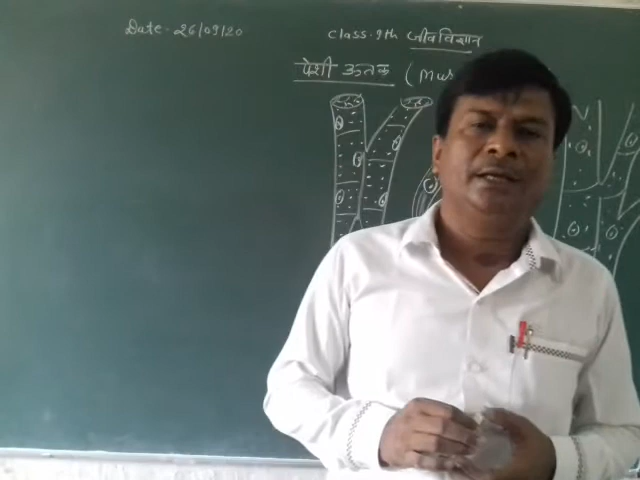 Date. 26/09/20
class. 9th जीवविज्ञान
पेशी ऊतक (Mus